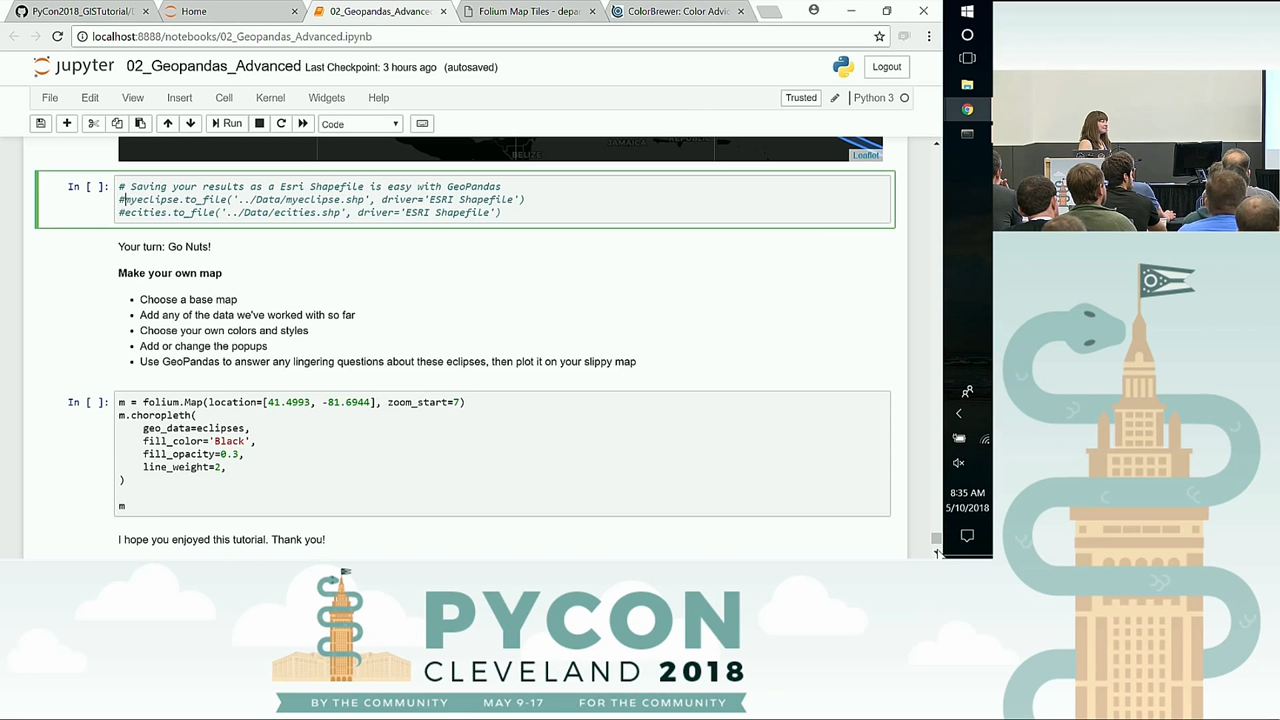 PyCon2018_GISTutorial/D
Home
02_Geopandas_Advanced
Folium Map Tiles - depa
ColorBrewer: Color Advic
localhost:8888/notebooks/02_Geopandas_Advanced.ipynb
jupyter 02_Geopandas_Advanced Last Checkpoint: 3 hours ago (autosaved)
Logout
File Edit View Insert Cell Kernel Widgets Help
Trusted
Python 3
Run
Code
BELIZE
JAMAICA
Leaflet
In [ ]:
# Saving your results as a Esri Shapefile is easy with GeoPandas
#myeclipse.to_file('../Data/myeclipse.shp', driver='ESRI Shapefile')
#ecities.to_file('../Data/ecities.shp', driver='ESRI Shapefile')
Your turn: Go Nuts!
Make your own map
• Choose a base map
• Add any of the data we've worked with so far
• Choose your own colors and styles
• Add or change the popups
• Use GeoPandas to answer any lingering questions about these eclipses, then plot it on your slippy map
In [ ]:
m = folium.Map(location=[41.4993, -81.6944], zoom_start=7)
m.choropleth(
geo_data=eclipses,
fill_color='Black',
fill_opacity=0.3,
line_weight=2,
)
m
I hope you enjoyed this tutorial. Thank you!
8:35 AM
5/10/2018
PYCON
CLEVELAND 2018
BY THE COMMUNITY MAY 9-17 FOR THE COMMUNITY